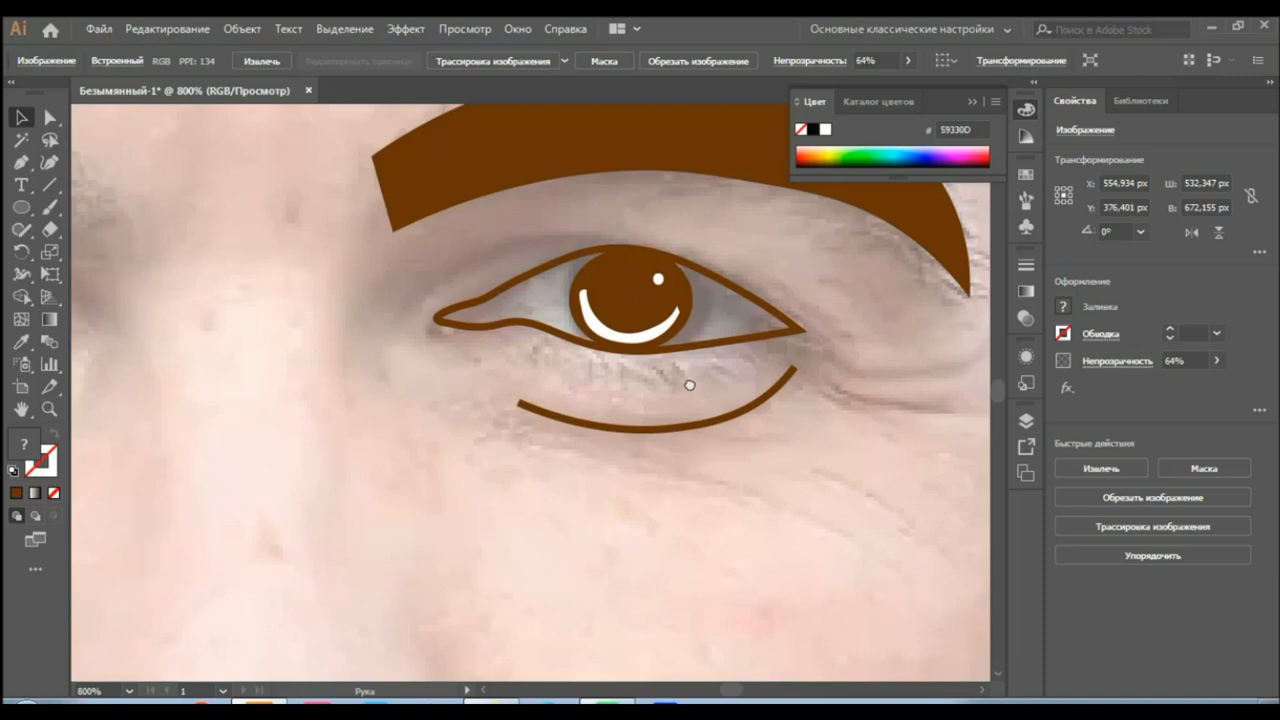 Ai Файл Редактирование Объект Текст Выделение Эффект Просмотр Окно Справка Основные классические настройки Поиск в Adobe Stock
Изображение Встроенный RGB PPI: 134 Извлечь Редактировать оригинал Трассировка изображения Маска Обрезать изображение Непрозрачность: 64% Трансформирование
Безымянный-1* @ 800% (RGB/Просмотр) ×
Цвет Каталог цветов
# 59330D
Свойства Библиотеки
Изображение
Трансформирование
X: 554,934 px Ш: 532,347 px
Y: 376,401 px В: 672,155 px
0°
Оформление
? Заливка
Обводка
Непрозрачность 64%
fx.
Быстрые действия
Извлечь Маска
Обрезать изображение
Трассировка изображения
Упорядочить
?
800% 1 Рука